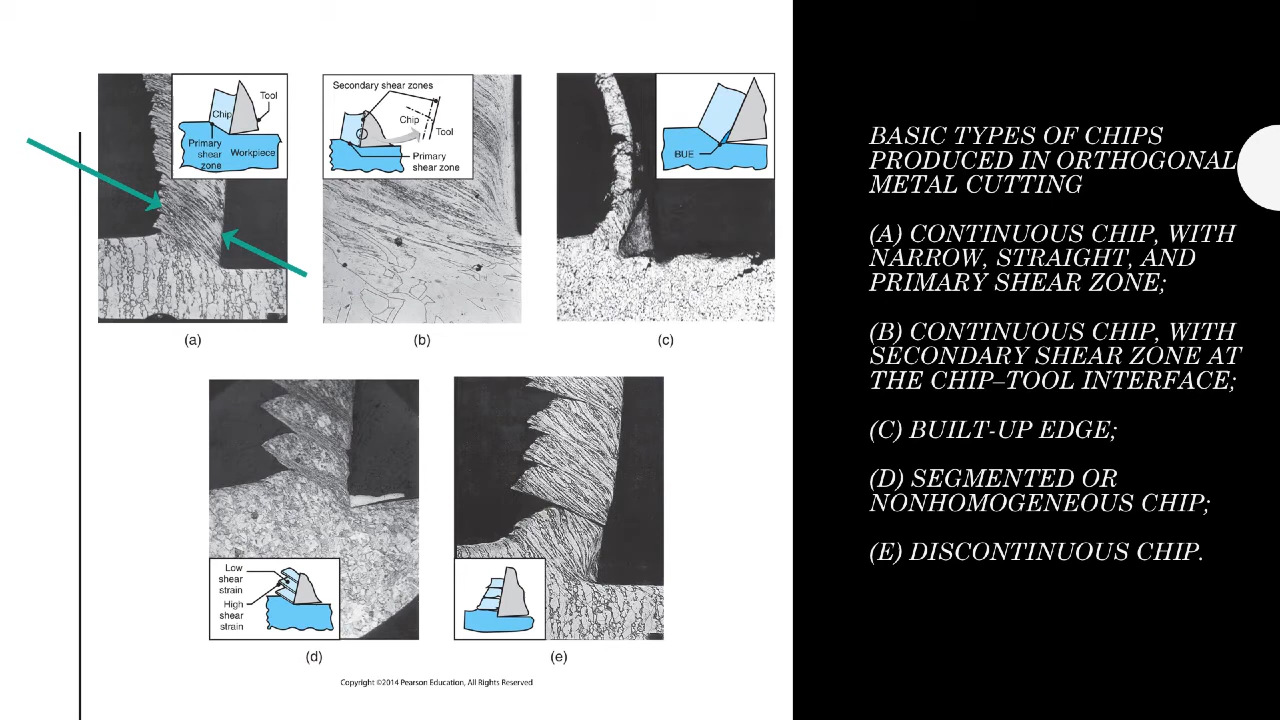 Chip
Tool
Primary
shear
zone
Workpiece
(a)
Secondary shear zones
Chip
Tool
Primary
shear zone
(b)
BUE
(c)
Low
shear
strain
High
shear
strain
(d)
(e)
Copyright ©2014 Pearson Education, All Rights Reserved
BASIC TYPES OF CHIPS
PRODUCED IN ORTHOGONAL
METAL CUTTING
(A) CONTINUOUS CHIP, WITH
NARROW, STRAIGHT, AND
PRIMARY SHEAR ZONE;
(B) CONTINUOUS CHIP, WITH
SECONDARY SHEAR ZONE AT
THE CHIP–TOOL INTERFACE;
(C) BUILT-UP EDGE;
(D) SEGMENTED OR
NONHOMOGENEOUS CHIP;
(E) DISCONTINUOUS CHIP.